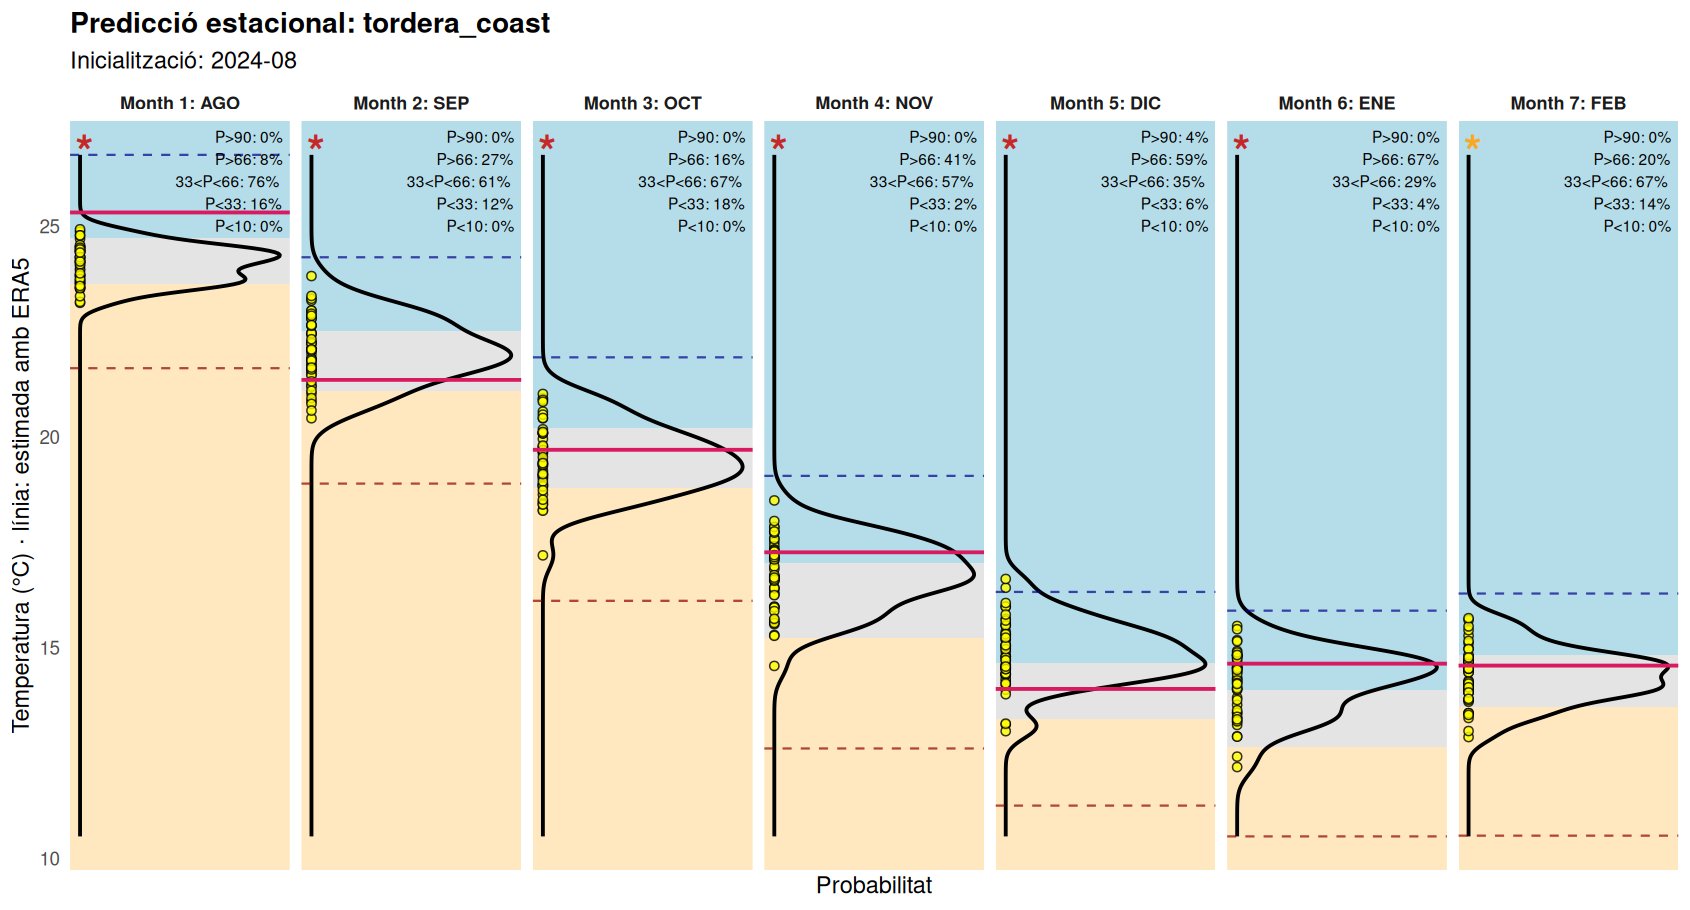 Predicció estacional: tordera_coast
Inicialització: 2024-08
Month 1: AGO
Month 2: SEP
Month 3: OCT
Month 4: NOV
Month 5: DIC
Month 6: ENE
Month 7: FEB
*
P>90: 0%
P>66: 8%
33<P<66: 76%
P<33: 16%
P<10: 0%
*
P>90: 0%
P>66: 27%
33<P<66: 61%
P<33: 12%
P<10: 0%
*
P>90: 0%
P>66: 16%
33<P<66: 67%
P<33: 18%
P<10: 0%
*
P>90: 0%
P>66: 41%
33<P<66: 57%
P<33: 2%
P<10: 0%
*
P>90: 4%
P>66: 59%
33<P<66: 35%
P<33: 6%
P<10: 0%
*
P>90: 0%
P>66: 67%
33<P<66: 29%
P<33: 4%
P<10: 0%
*
P>90: 0%
P>66: 20%
33<P<66: 67%
P<33: 14%
P<10: 0%
25
20
15
10
Temperatura (°C) · línia: estimada amb ERA5
Probabilitat